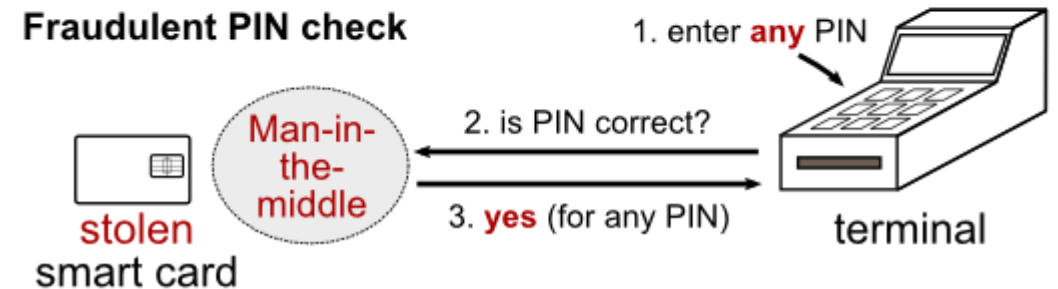 Fraudulent PIN check
1. enter any PIN
2. is PIN correct?
Man-in-
the-
middle
3. yes (for any PIN)
stolen
smart card
terminal